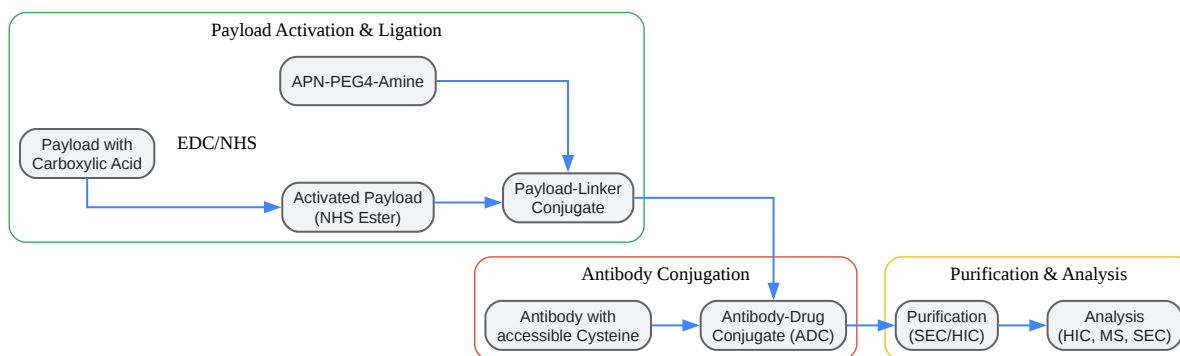 Payload Activation & Ligation
APN-PEG4-Amine
Payload with
Carboxylic Acid
EDC/NHS
Activated Payload
(NHS Ester)
Payload-Linker
Conjugate
Antibody Conjugation
Antibody with
accessible Cysteine
Antibody-Drug
Conjugate (ADC)
Purification & Analysis
Purification
(SEC/HIC)
Analysis
(HIC, MS, SEC)